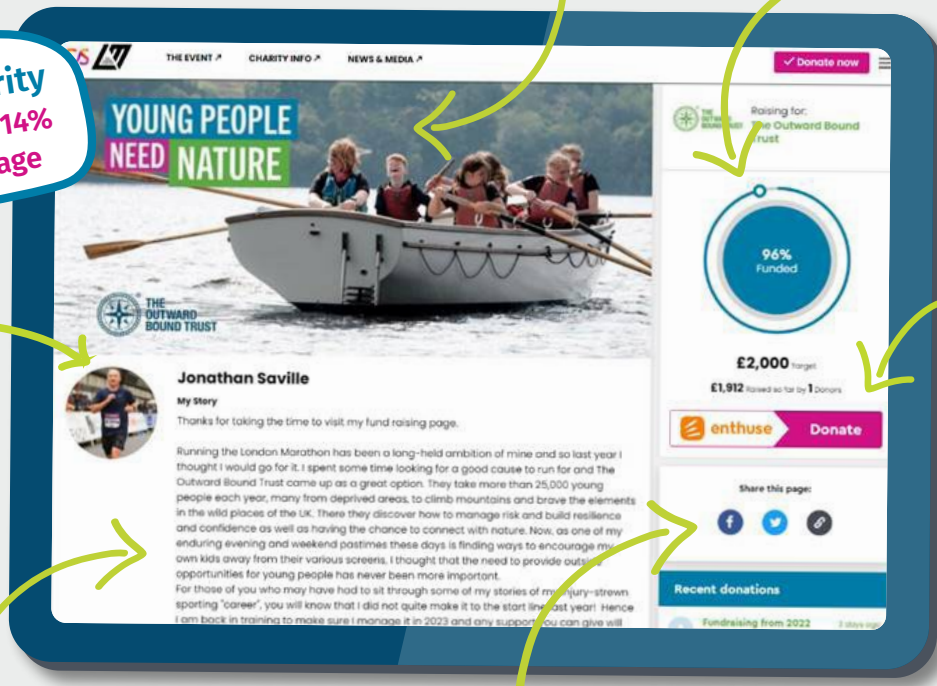 THE EVENT ↗ CHARITY INFO ↗ NEWS & MEDIA ↗
✓ Donate now
14%
YOUNG PEOPLE
NEED NATURE
THE
OUTWARD
BOUND TRUST
Raising for:
The Outward Bound
Trust
96%
Funded
£2,000 Target
£1,912 Raised so far by 1 Donors
enthuse Donate
Share this page:
Recent donations
Fundraising from 2022
Jonathan Saville
My Story
Thanks for taking the time to visit my fund raising page.
Running the London Marathon has been a long-held ambition of mine and so last year I
thought I would go for it. I spent some time looking for a good cause to run for and The
Outward Bound Trust came up as a great option. They take more than 25,000 young
people each year, many from deprived areas, to climb mountains and brave the elements
in the wild places of the UK. There they discover how to manage risk and build resilience
and confidence as well as having the chance to connect with nature. Now, as one of my
enduring evening and weekend pastimes these days is finding ways to encourage my
own kids away from their various screens, I thought that the need to provide outside
opportunities for young people has never been more important.
For those of you who may have had to sit through some of my stories of my injury-strewn
sporting "career", you will know that I did not quite make it to the start line last year! Hence
I am back in training to make sure I manage it in 2023 and any support you can give will